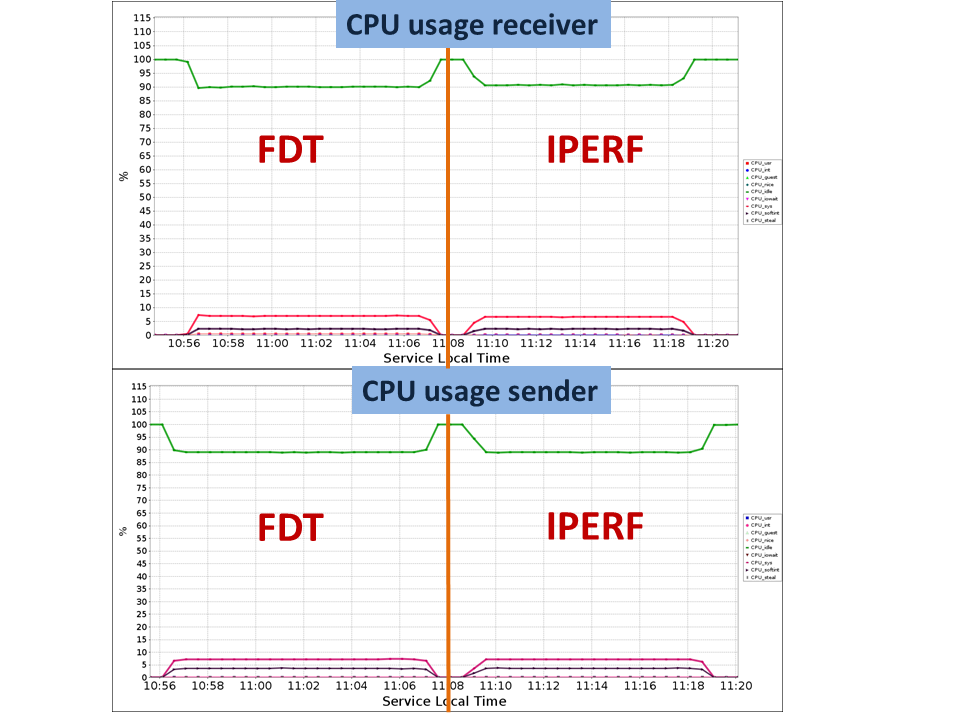 CPU usage receiver
115
110
105
100
95
90
85
80
75
70
65
60
55
50
45
40
35
30
25
20
15
10
5
0
%
FDT
IPERF
CPU_usr
CPU_int
CPU_guest
CPU_nice
CPU_idle
CPU_iowait
CPU_sys
CPU_softint
CPU_steal
10:56 10:58 11:00 11:02 11:04 11:06 11:08 11:10 11:12 11:14 11:16 11:18 11:20
Service Local Time
CPU usage sender
115
110
105
100
95
90
85
80
75
70
65
60
55
50
45
40
35
30
25
20
15
10
5
0
%
FDT
IPERF
CPU_usr
CPU_int
CPU_guest
CPU_nice
CPU_idle
CPU_iowait
CPU_sys
CPU_softint
CPU_steal
10:56 10:58 11:00 11:02 11:04 11:06 11:08 11:10 11:12 11:14 11:16 11:18 11:20
Service Local Time